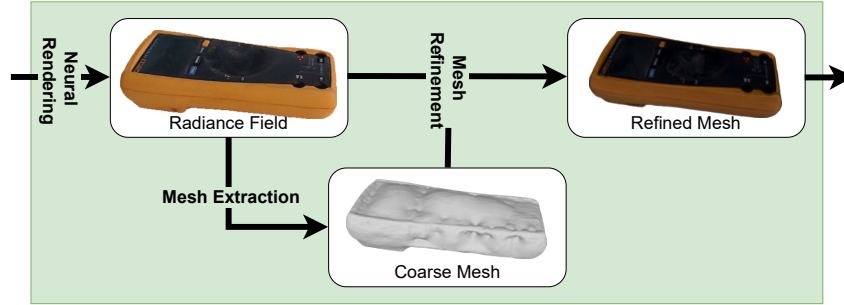 Neural
Rendering
Radiance Field
Mesh
Refinement
Refined Mesh
Mesh Extraction
Coarse Mesh